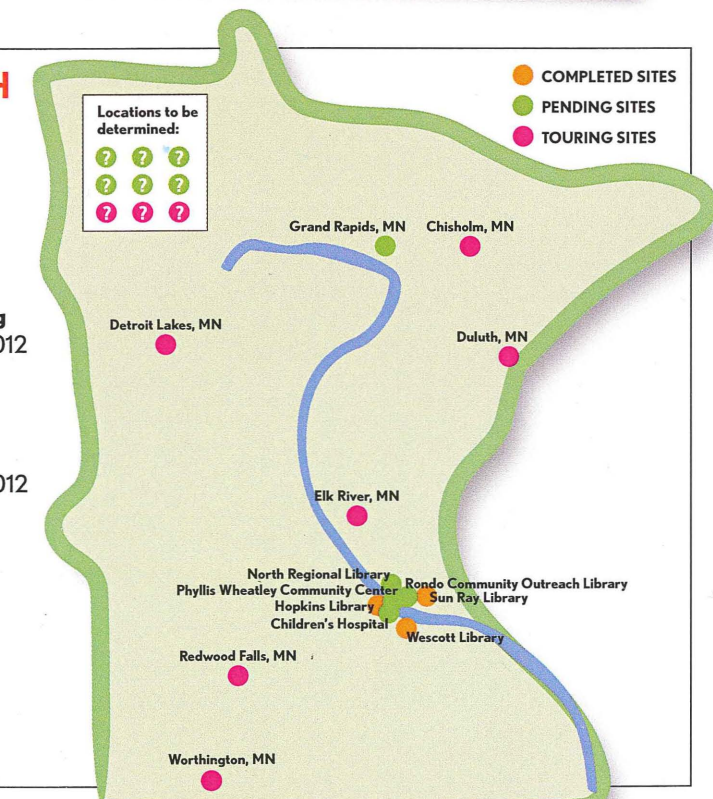 H
g
012
012
COMPLETED SITES
PENDING SITES
TOURING SITES
Locations to be
determined:
? ? ?
? ? ?
? ? ?
Grand Rapids, MN
Chisholm, MN
Detroit Lakes, MN
Duluth, MN
Elk River, MN
North Regional Library
Rondo Community Outreach Library
Phyllis Wheatley Community Center
Sun Ray Library
Hopkins Library
Children's Hospital
Wescott Library
Redwood Falls, MN
Worthington, MN